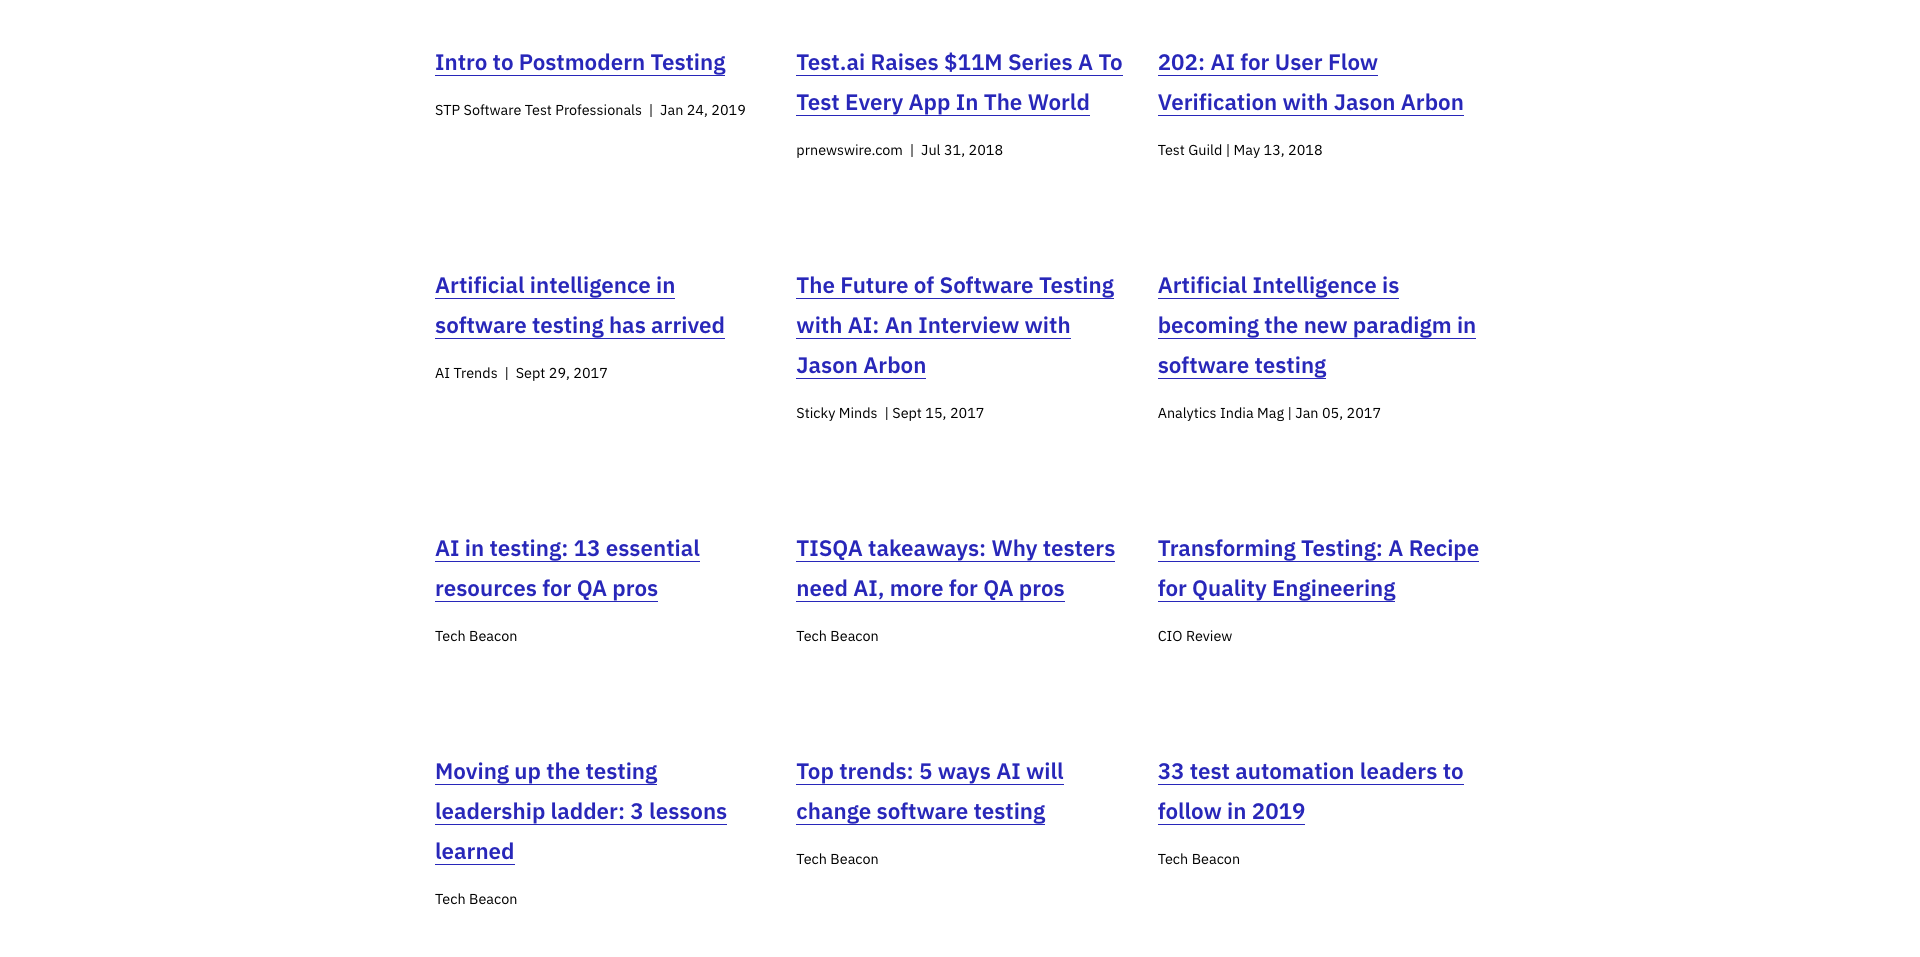 Intro to Postmodern Testing
STP Software Test Professionals  |  Jan 24, 2019
Test.ai Raises $11M Series A To
Test Every App In The World
prnewswire.com  |  Jul 31, 2018
202: AI for User Flow
Verification with Jason Arbon
Test Guild | May 13, 2018
Artificial intelligence in
software testing has arrived
AI Trends  |  Sept 29, 2017
The Future of Software Testing
with AI: An Interview with
Jason Arbon
Sticky Minds  | Sept 15, 2017
Artificial Intelligence is
becoming the new paradigm in
software testing
Analytics India Mag | Jan 05, 2017
AI in testing: 13 essential
resources for QA pros
Tech Beacon
TISQA takeaways: Why testers
need AI, more for QA pros
Tech Beacon
Transforming Testing: A Recipe
for Quality Engineering
CIO Review
Moving up the testing
leadership ladder: 3 lessons
learned
Tech Beacon
Top trends: 5 ways AI will
change software testing
Tech Beacon
33 test automation leaders to
follow in 2019
Tech Beacon